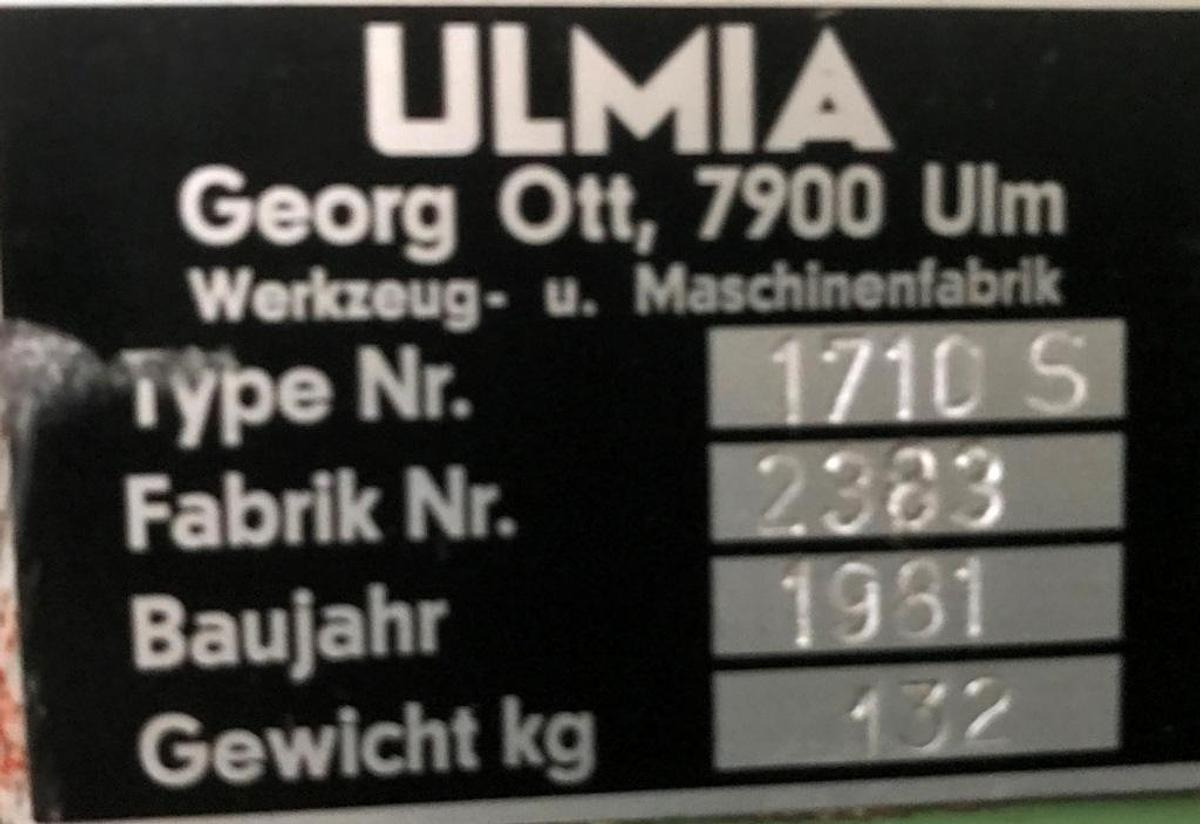 ULMIA
Georg Ott, 7900 Ulm
Werkzeug- u. Maschinenfabrik
Type Nr. 1710 S
Fabrik Nr. 2383
Baujahr 1981
Gewicht kg 132